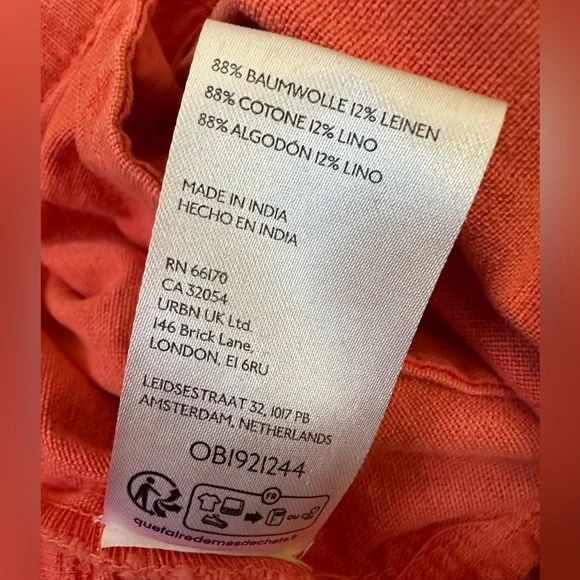 88% BAUMWOLLE 12% LEINEN
88% COTONE 12% LINO
88% ALGODÓN 12% LINO
MADE IN INDIA
HECHO EN INDIA
RN 66170
CA 32054
URBN UK Ltd.
146 Brick Lane,
LONDON, E1 6RU
LEIDSESTRAAT 32, 1017 PB
AMSTERDAM, NETHERLANDS
OB1921244
FR
OU
quefairedemesdechets.fr